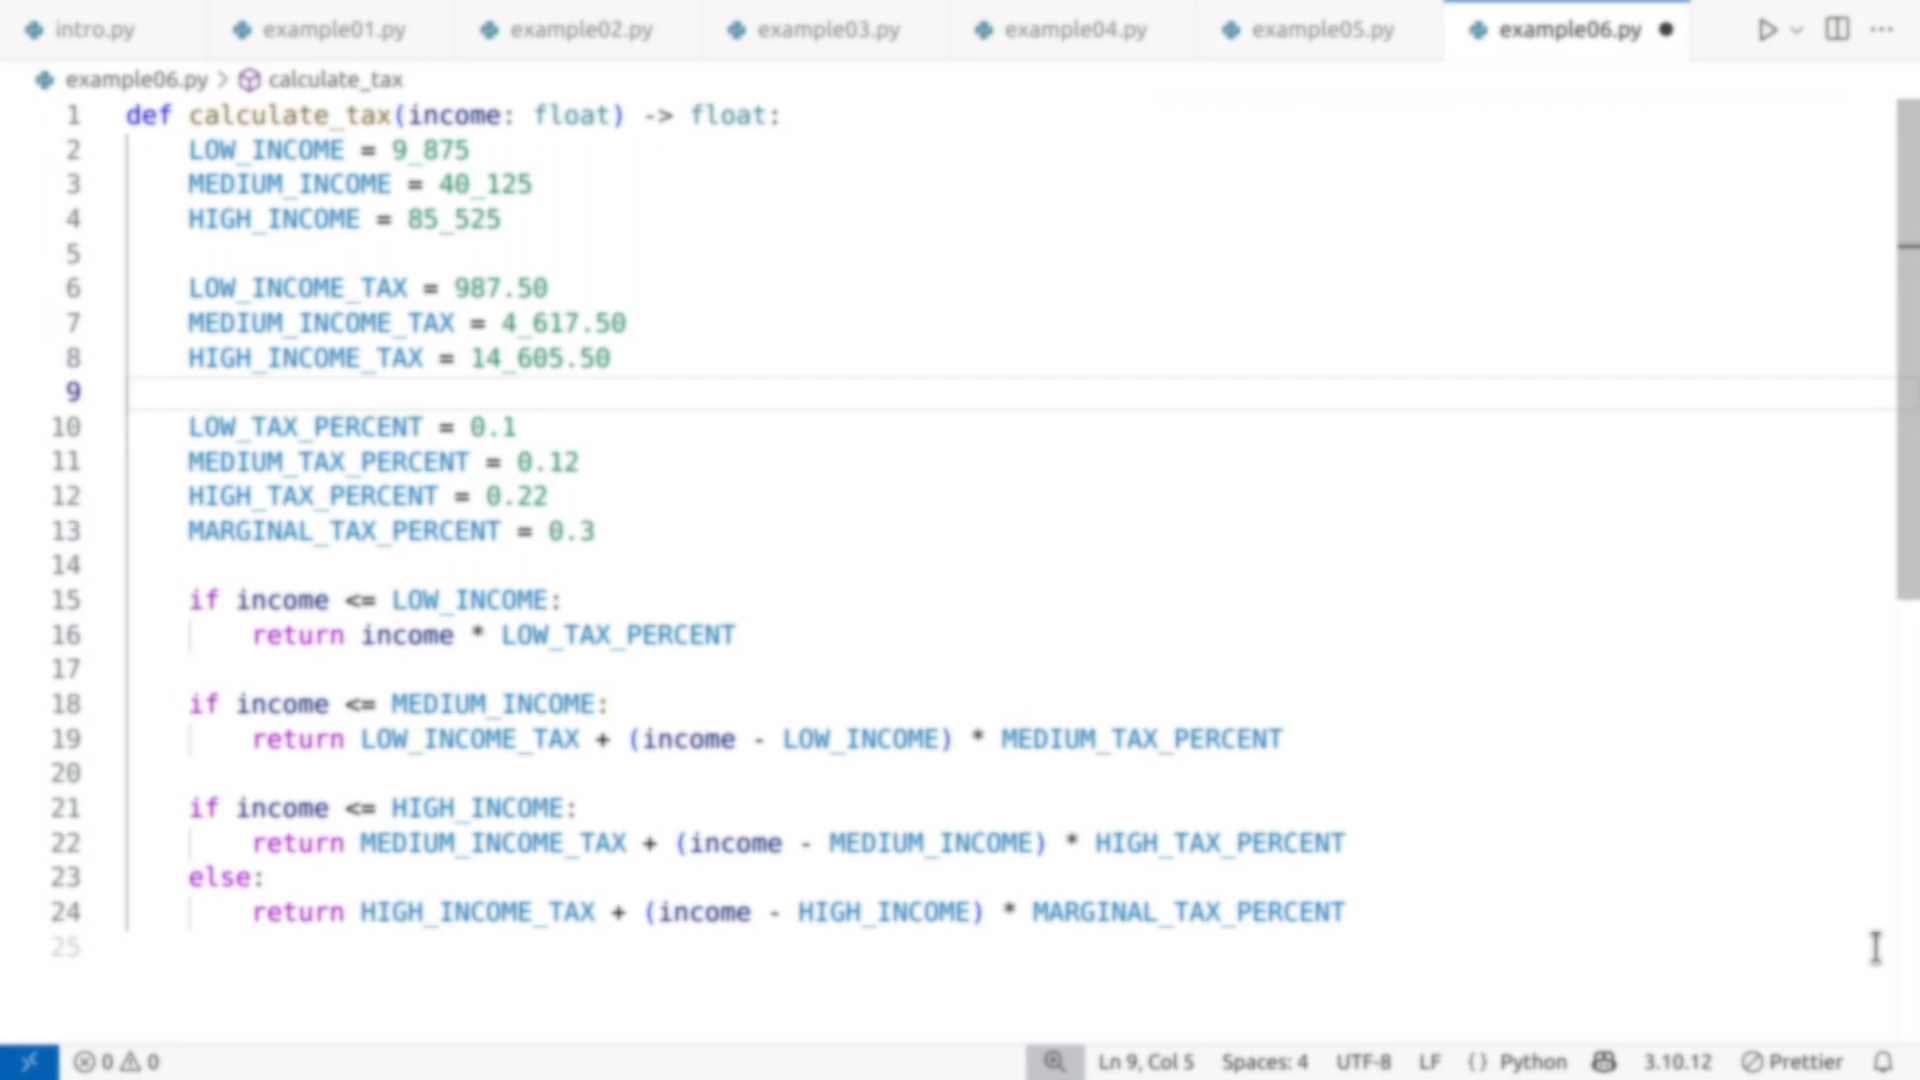 intro.py example01.py example02.py example03.py example04.py example05.py example06.py
example06.py > calculate_tax
1 def calculate_tax(income: float) -> float:
2 LOW_INCOME = 9_875
3 MEDIUM_INCOME = 40_125
4 HIGH_INCOME = 85_525
5
6 LOW_INCOME_TAX = 987.50
7 MEDIUM_INCOME_TAX = 4_617.50
8 HIGH_INCOME_TAX = 14_605.50
9
10 LOW_TAX_PERCENT = 0.1
11 MEDIUM_TAX_PERCENT = 0.12
12 HIGH_TAX_PERCENT = 0.22
13 MARGINAL_TAX_PERCENT = 0.3
14
15 if income <= LOW_INCOME:
16 return income * LOW_TAX_PERCENT
17
18 if income <= MEDIUM_INCOME:
19 return LOW_INCOME_TAX + (income - LOW_INCOME) * MEDIUM_TAX_PERCENT
20
21 if income <= HIGH_INCOME:
22 return MEDIUM_INCOME_TAX + (income - MEDIUM_INCOME) * HIGH_TAX_PERCENT
23 else:
24 return HIGH_INCOME_TAX + (income - HIGH_INCOME) * MARGINAL_TAX_PERCENT
25
0 0 Ln 9, Col 5 Spaces: 4 UTF-8 LF {} Python 3.10.12 Prettier